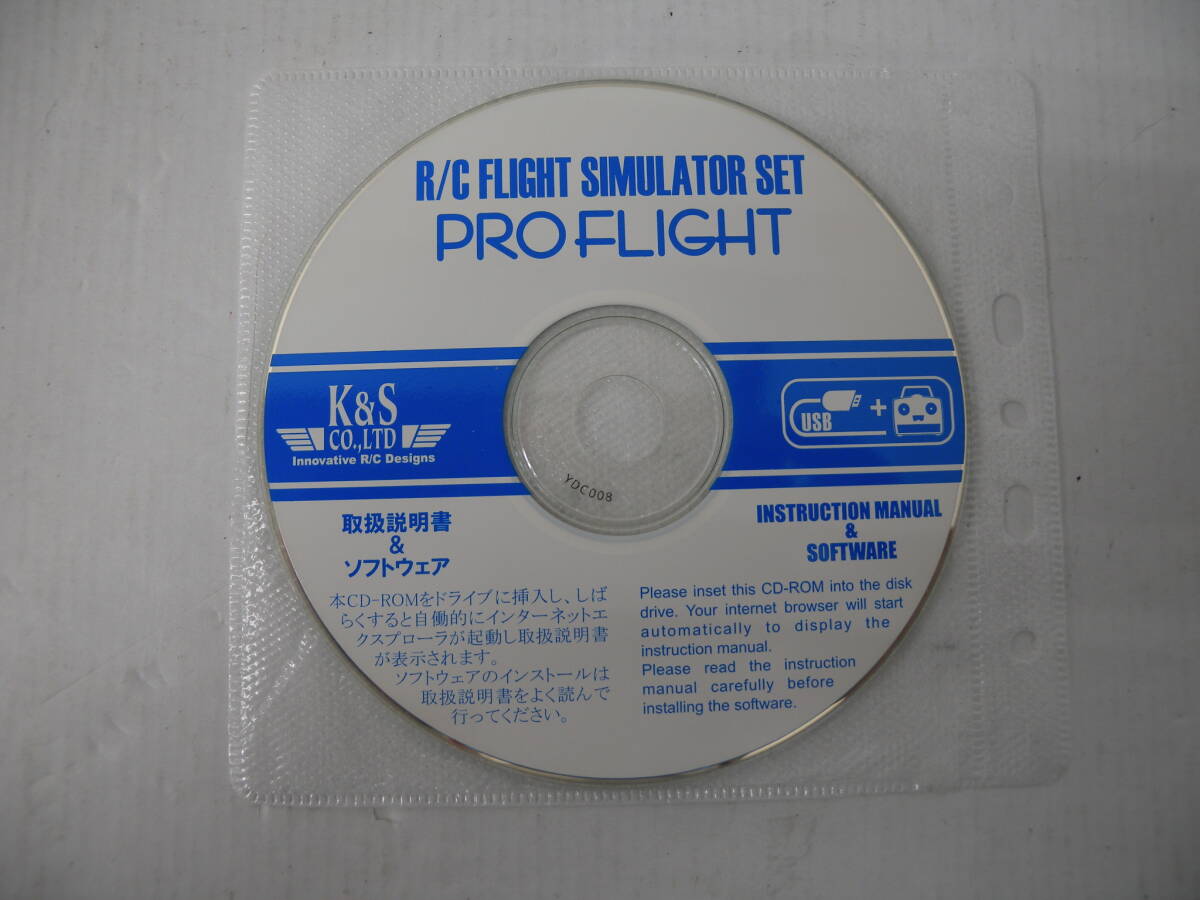 R/C FLIGHT SIMULATOR SET
PRO FLIGHT
K&S
CO.,LTD
Innovative R/C Designs
USB
+
YDC008
取扱説明書
&
ソフトウェア
INSTRUCTION MANUAL
&
SOFTWARE
本CD-ROMをドライブに挿入し、しば
らくすると自働的にインターネットエ
クスプローラが起動し取扱説明書
が表示されます。
ソフトウェアのインストールは
取扱説明書をよく読んで
行ってください。
Please inset this CD-ROM into the disk
drive. Your internet browser will start
automatically to display the
instruction manual.
Please read the instruction
manual carefully before
installing the software.